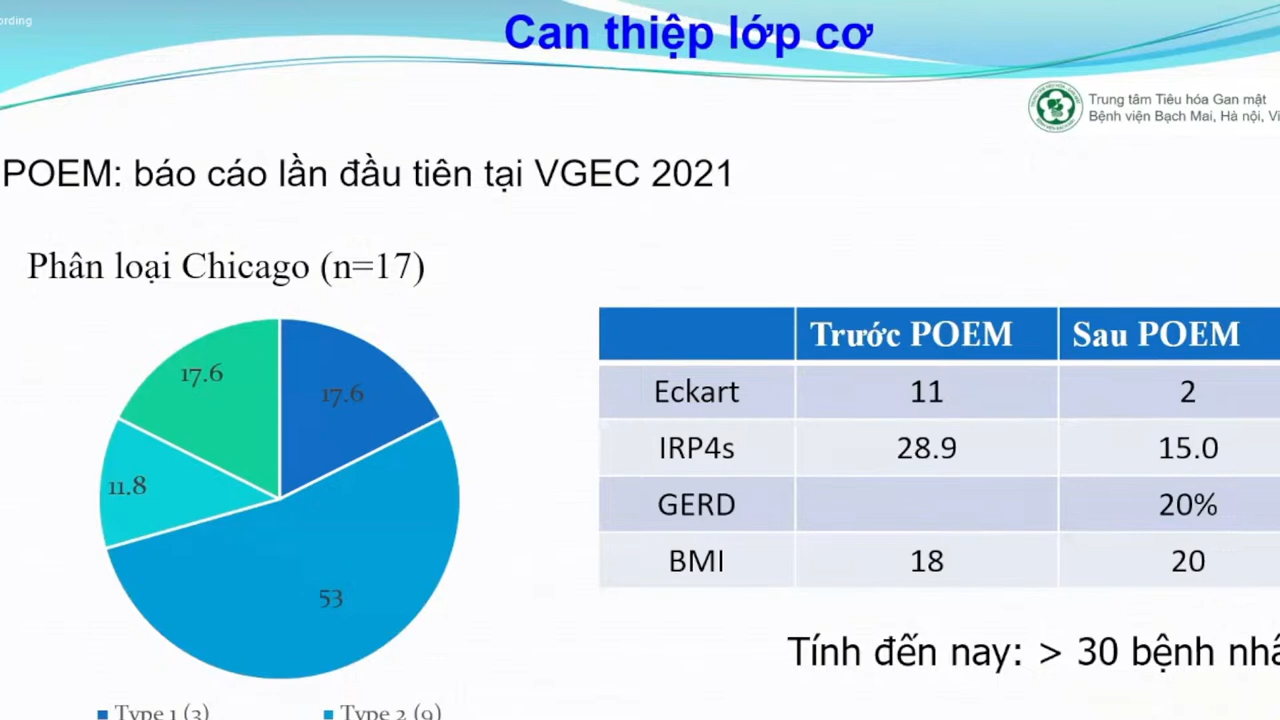 Can thiệp lớp cơ
Trung tâm Tiêu hóa Gan mật
Bệnh viện Bạch Mai, Hà nội,
POEM: báo cáo lần đầu tiên tại VGEC 2021
Phân loại Chicago (n=17)
17.6
17.6
11.8
53
Type 1 (3)
Type 2 (9)
Trước POEM Sau POEM
Eckart 11 2
IRP4s 28.9 15.0
GERD 20%
BMI 18 20
Tính đến nay: > 30 bệnh